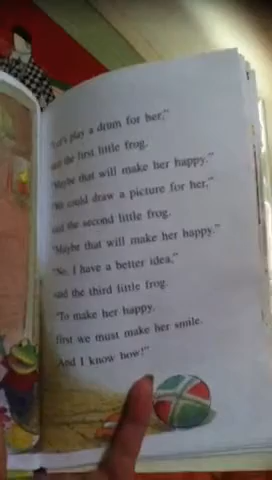 "Let's play a drum for her,"
said the first little frog.
"Maybe that will make her happy."
"We could draw a picture for her,"
said the second little frog.
"Maybe that will make her happy."
"No, I have a better idea,"
said the third little frog.
"To make her happy,
first we must make her smile.
And I know how!"